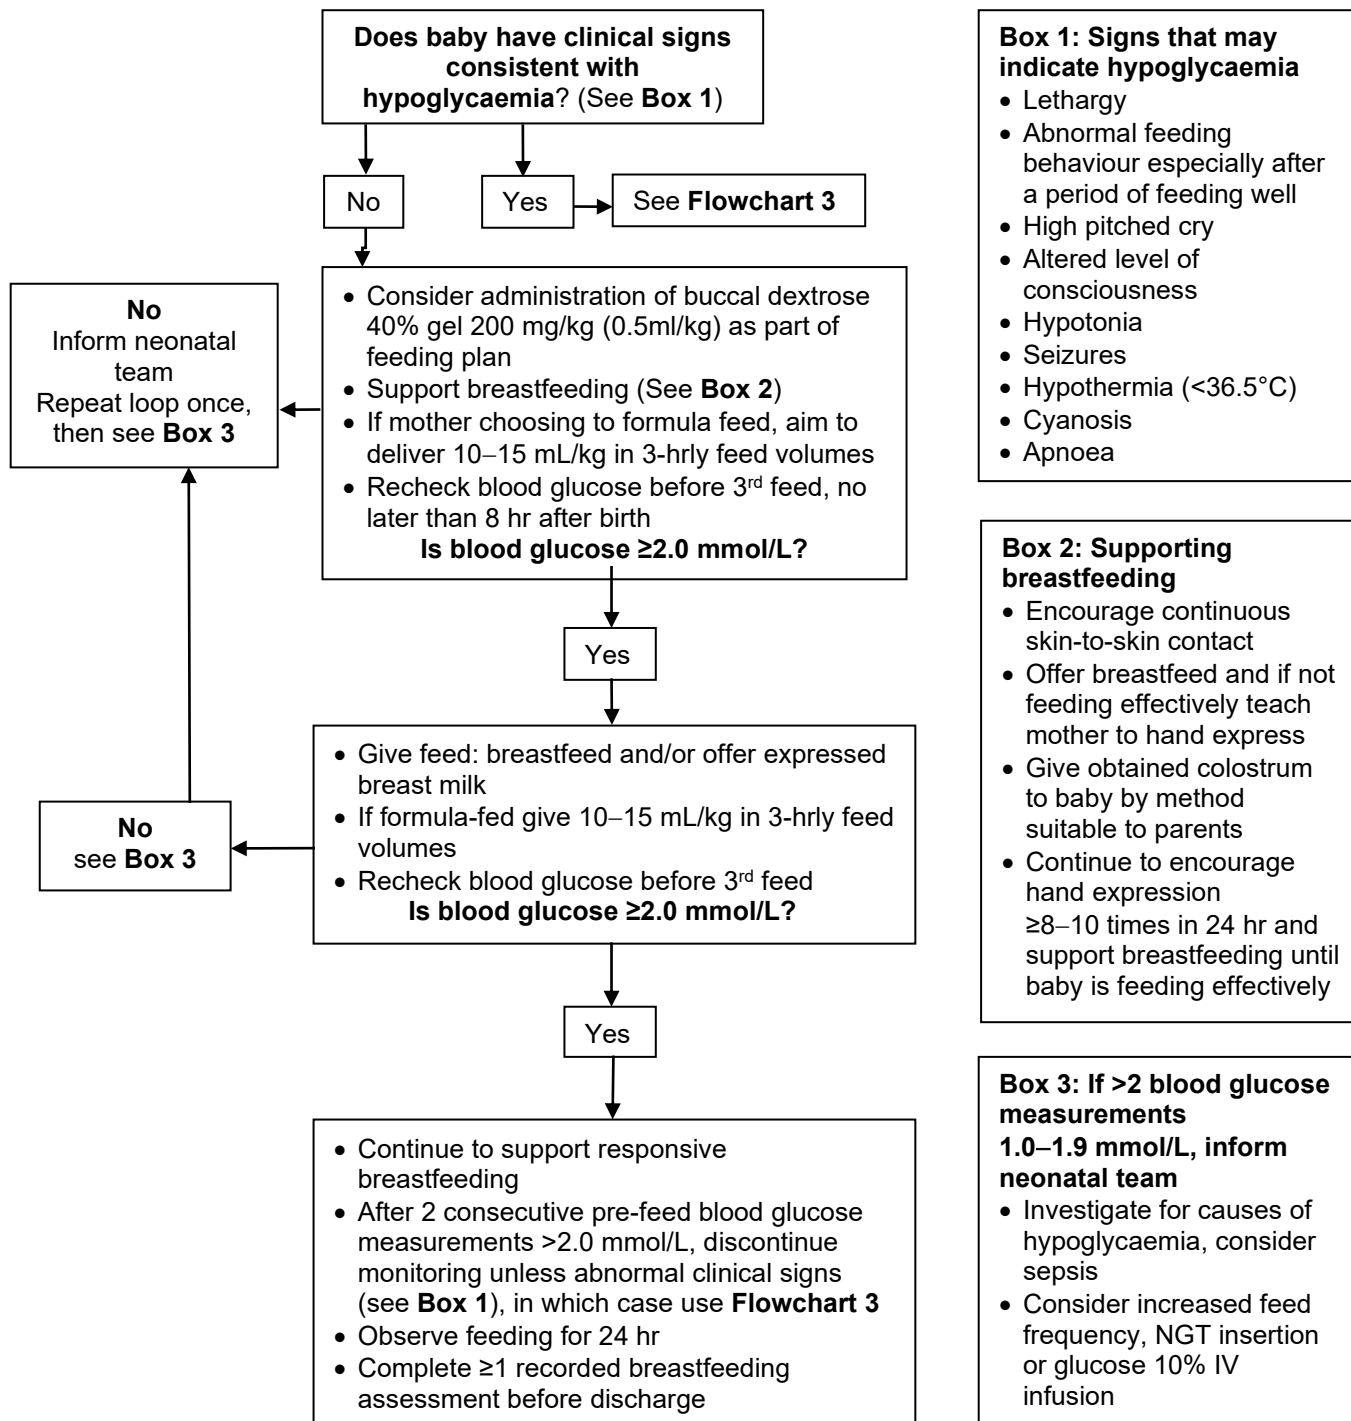 Does baby have clinical signs
consistent with
hypoglycaemia? (See Box 1)
No
Yes
See Flowchart 3
• Consider administration of buccal dextrose
40% gel 200 mg/kg (0.5ml/kg) as part of
feeding plan
• Support breastfeeding (See Box 2)
• If mother choosing to formula feed, aim to
deliver 10–15 mL/kg in 3-hrly feed volumes
• Recheck blood glucose before 3rd feed, no
later than 8 hr after birth
Is blood glucose ≥2.0 mmol/L?
No
Inform neonatal
team
Repeat loop once,
then see Box 3
Yes
• Give feed: breastfeed and/or offer expressed
breast milk
• If formula-fed give 10–15 mL/kg in 3-hrly feed
volumes
• Recheck blood glucose before 3rd feed
Is blood glucose ≥2.0 mmol/L?
No
see Box 3
Yes
• Continue to support responsive
breastfeeding
• After 2 consecutive pre-feed blood glucose
measurements >2.0 mmol/L, discontinue
monitoring unless abnormal clinical signs
(see Box 1), in which case use Flowchart 3
• Observe feeding for 24 hr
• Complete ≥1 recorded breastfeeding
assessment before discharge
Box 1: Signs that may
indicate hypoglycaemia
• Lethargy
• Abnormal feeding
behaviour especially after
a period of feeding well
• High pitched cry
• Altered level of
consciousness
• Hypotonia
• Seizures
• Hypothermia (<36.5°C)
• Cyanosis
• Apnoea
Box 2: Supporting
breastfeeding
• Encourage continuous
skin-to-skin contact
• Offer breastfeed and if not
feeding effectively teach
mother to hand express
• Give obtained colostrum
to baby by method
suitable to parents
• Continue to encourage
hand expression
≥8–10 times in 24 hr and
support breastfeeding until
baby is feeding effectively
Box 3: If >2 blood glucose
measurements
1.0–1.9 mmol/L, inform
neonatal team
• Investigate for causes of
hypoglycaemia, consider
sepsis
• Consider increased feed
frequency, NGT insertion
or glucose 10% IV
infusion